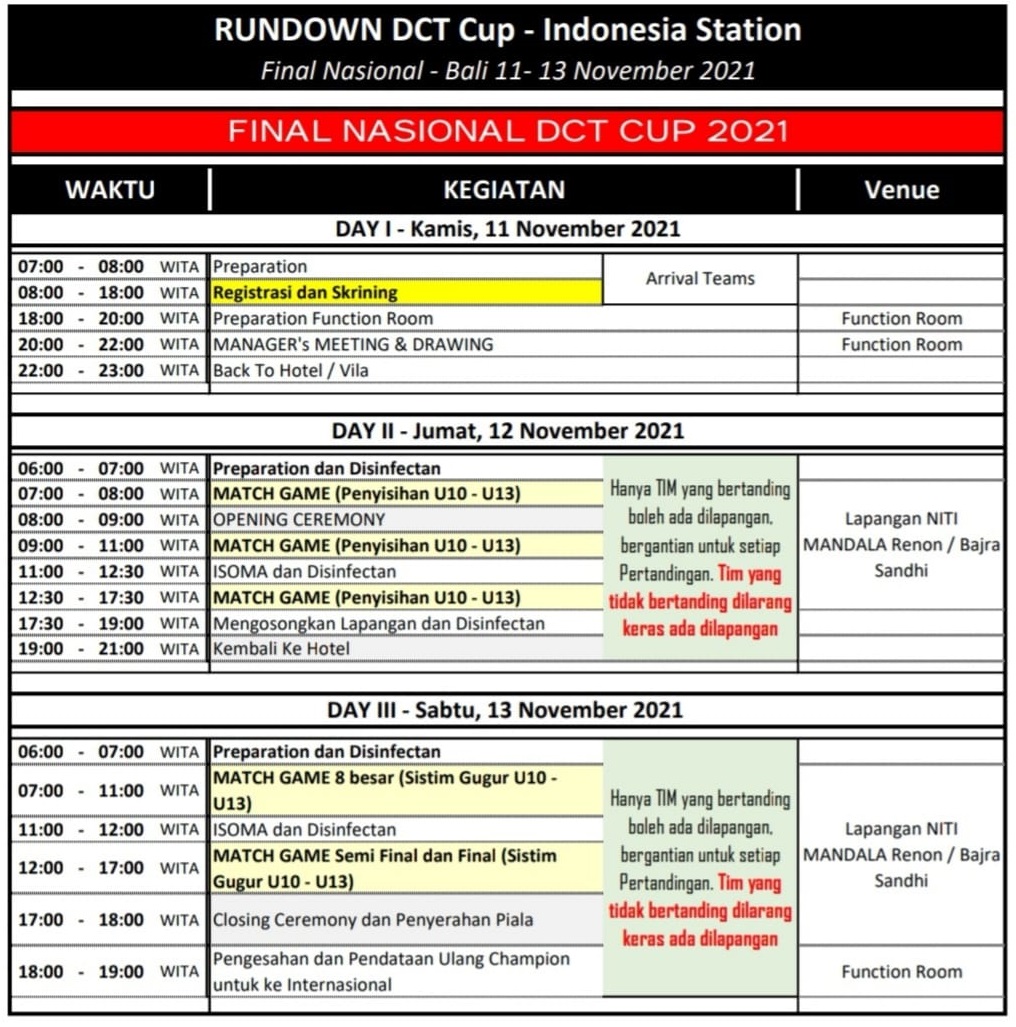 RUNDOWN DCT Cup - Indonesia Station
Final Nasional - Bali 11- 13 November 2021
FINAL NASIONAL DCT CUP 2021
WAKTU KEGIATAN Venue
DAY I - Kamis, 11 November 2021
07:00 - 08:00 WITA Preparation
Arrival Teams
08:00 - 18:00 WITA Registrasi dan Skrining
18:00 - 20:00 WITA Preparation Function Room Function Room
20:00 - 22:00 WITA MANAGER's MEETING & DRAWING Function Room
22:00 - 23:00 WITA Back To Hotel / Vila
DAY II - Jumat, 12 November 2021
06:00 - 07:00 WITA Preparation dan Disinfectan
07:00 - 08:00 WITA MATCH GAME (Penyisihan U10 - U13)
08:00 - 09:00 WITA OPENING CEREMONY
09:00 - 11:00 WITA MATCH GAME (Penyisihan U10 - U13)
11:00 - 12:30 WITA ISOMA dan Disinfectan
12:30 - 17:30 WITA MATCH GAME (Penyisihan U10 - U13)
17:30 - 19:00 WITA Mengosongkan Lapangan dan Disinfectan
19:00 - 21:00 WITA Kembali Ke Hotel
Hanya TIM yang bertanding
boleh ada dilapangan,
bergantian untuk setiap
Pertandingan. Tim yang
tidak bertanding dilarang
keras ada dilapangan
Lapangan NITI
MANDALA Renon / Bajra
Sandhi
DAY III - Sabtu, 13 November 2021
06:00 - 07:00 WITA Preparation dan Disinfectan
07:00 - 11:00 WITA MATCH GAME 8 besar (Sistim Gugur U10 -
U13)
11:00 - 12:00 WITA ISOMA dan Disinfectan
12:00 - 17:00 WITA MATCH GAME Semi Final dan Final (Sistim
Gugur U10 - U13)
17:00 - 18:00 WITA Closing Ceremony dan Penyerahan Piala
18:00 - 19:00 WITA Pengesahan dan Pendataan Ulang Champion
untuk ke Internasional
Hanya TIM yang bertanding
boleh ada dilapangan,
bergantian untuk setiap
Pertandingan. Tim yang
tidak bertanding dilarang
keras ada dilapangan
Lapangan NITI
MANDALA Renon / Bajra
Sandhi
Function Room